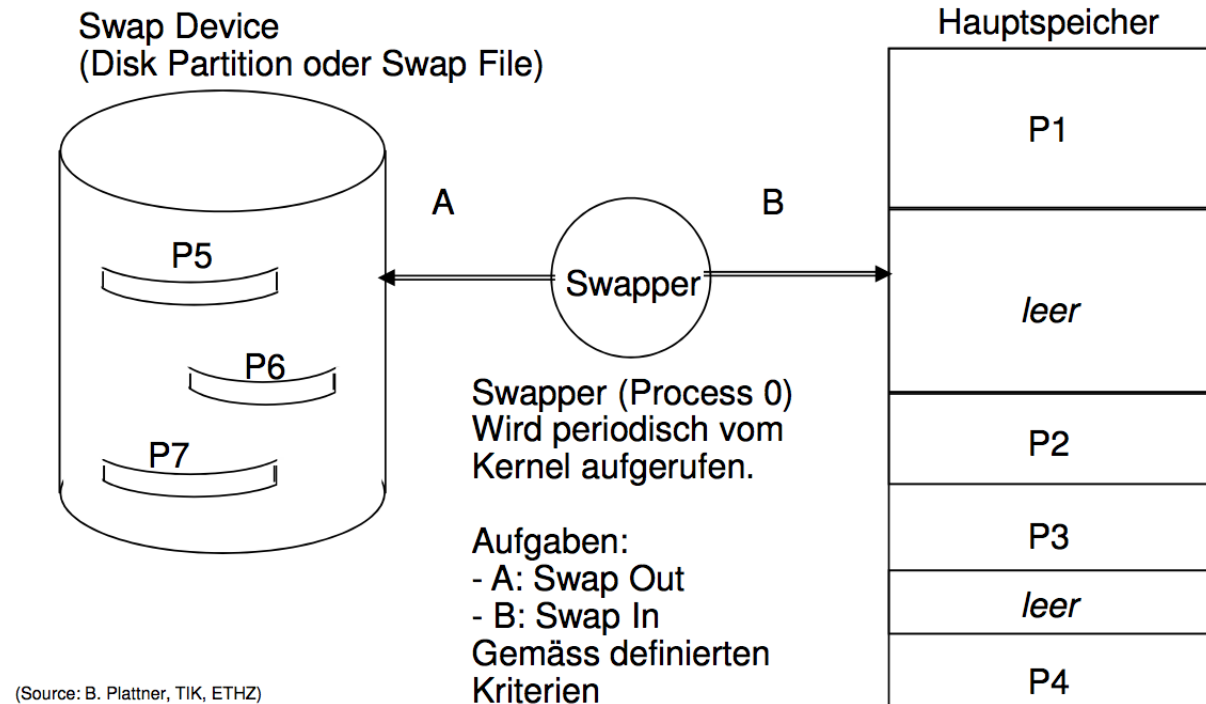 Swap Device
(Disk Partition oder Swap File)
Hauptspeicher
P1
A
B
P5
Swapper
leer
P6
Swapper (Process 0)
Wird periodisch vom
Kernel aufgerufen.
P2
P7
Aufgaben:
- A: Swap Out
- B: Swap In
Gemäss definierten
Kriterien
P3
leer
P4
(Source: B. Plattner, TIK, ETHZ)